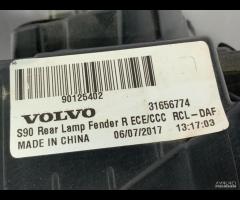 90125402
VOLVO 31656774
S90 Rear Lamp Fender R ECE/CCC RCL-DAF
MADE IN CHINA 06/07/2017 13:17:03